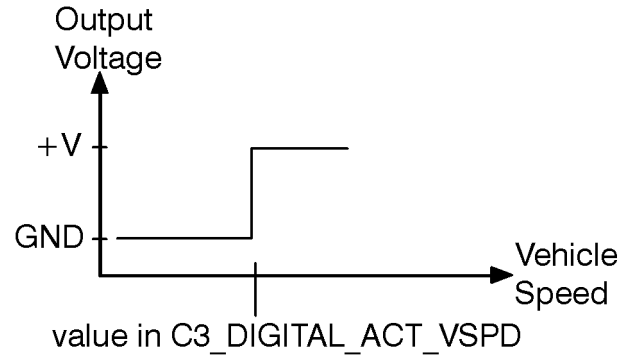 Output
Voltage
+V
GND
Vehicle
Speed
value in C3_DIGITAL_ACT_VSPD